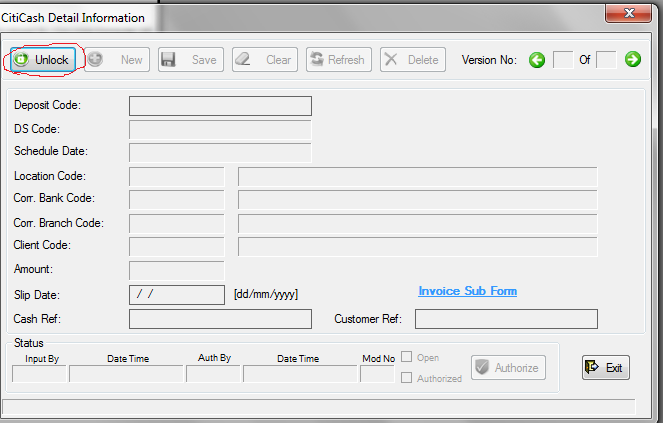 CitiCash Detail Information
Unlock New Save Clear Refresh Delete Version No: Of
Deposit Code:
DS Code:
Schedule Date:
Location Code:
Corr. Bank Code:
Corr. Branch Code:
Client Code:
Amount:
Slip Date: / / [dd/mm/yyyy] Invoice Sub Form
Cash Ref: Customer Ref:
Status
Input By Date Time Auth By Date Time Mod No Open
Authorized Authorize Exit